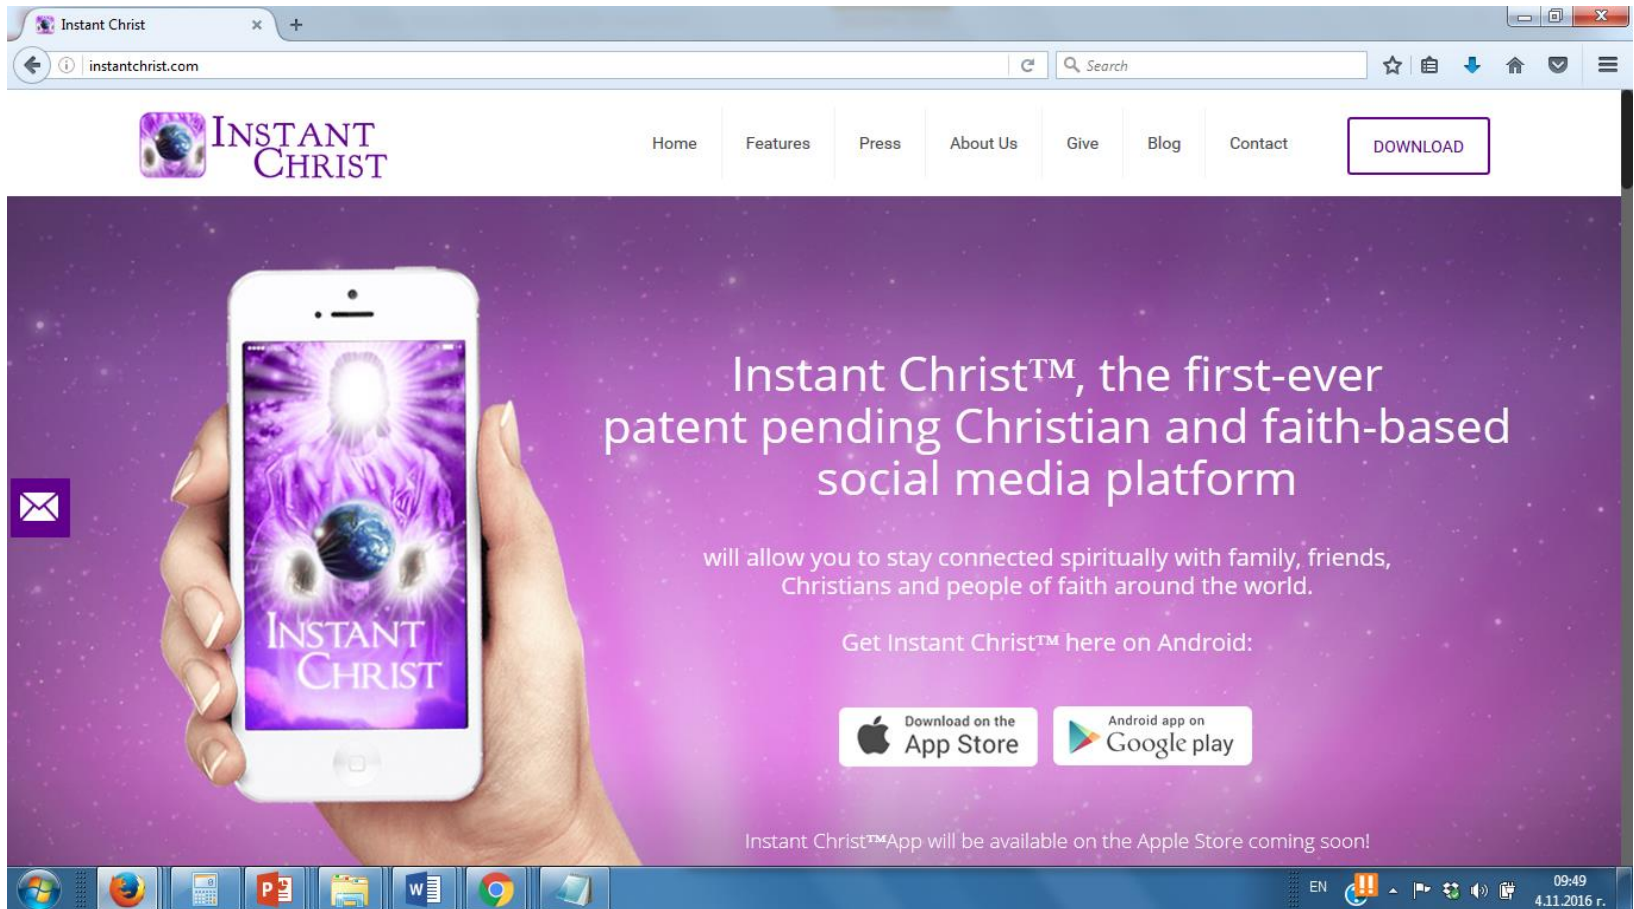 Instant Christ
instantchrist.com
Search
INSTANT
CHRIST
Home
Features
Press
About Us
Give
Blog
Contact
DOWNLOAD
INSTANT
CHRIST
Instant Christ™, the first-ever
patent pending Christian and faith-based
social media platform
will allow you to stay connected spiritually with family, friends,
Christians and people of faith around the world.
Get Instant Christ™ here on Android:
Download on the
App Store
Android app on
Google play
Instant Christ™App will be available on the Apple Store coming soon!
EN
09:49
4.11.2016 г.